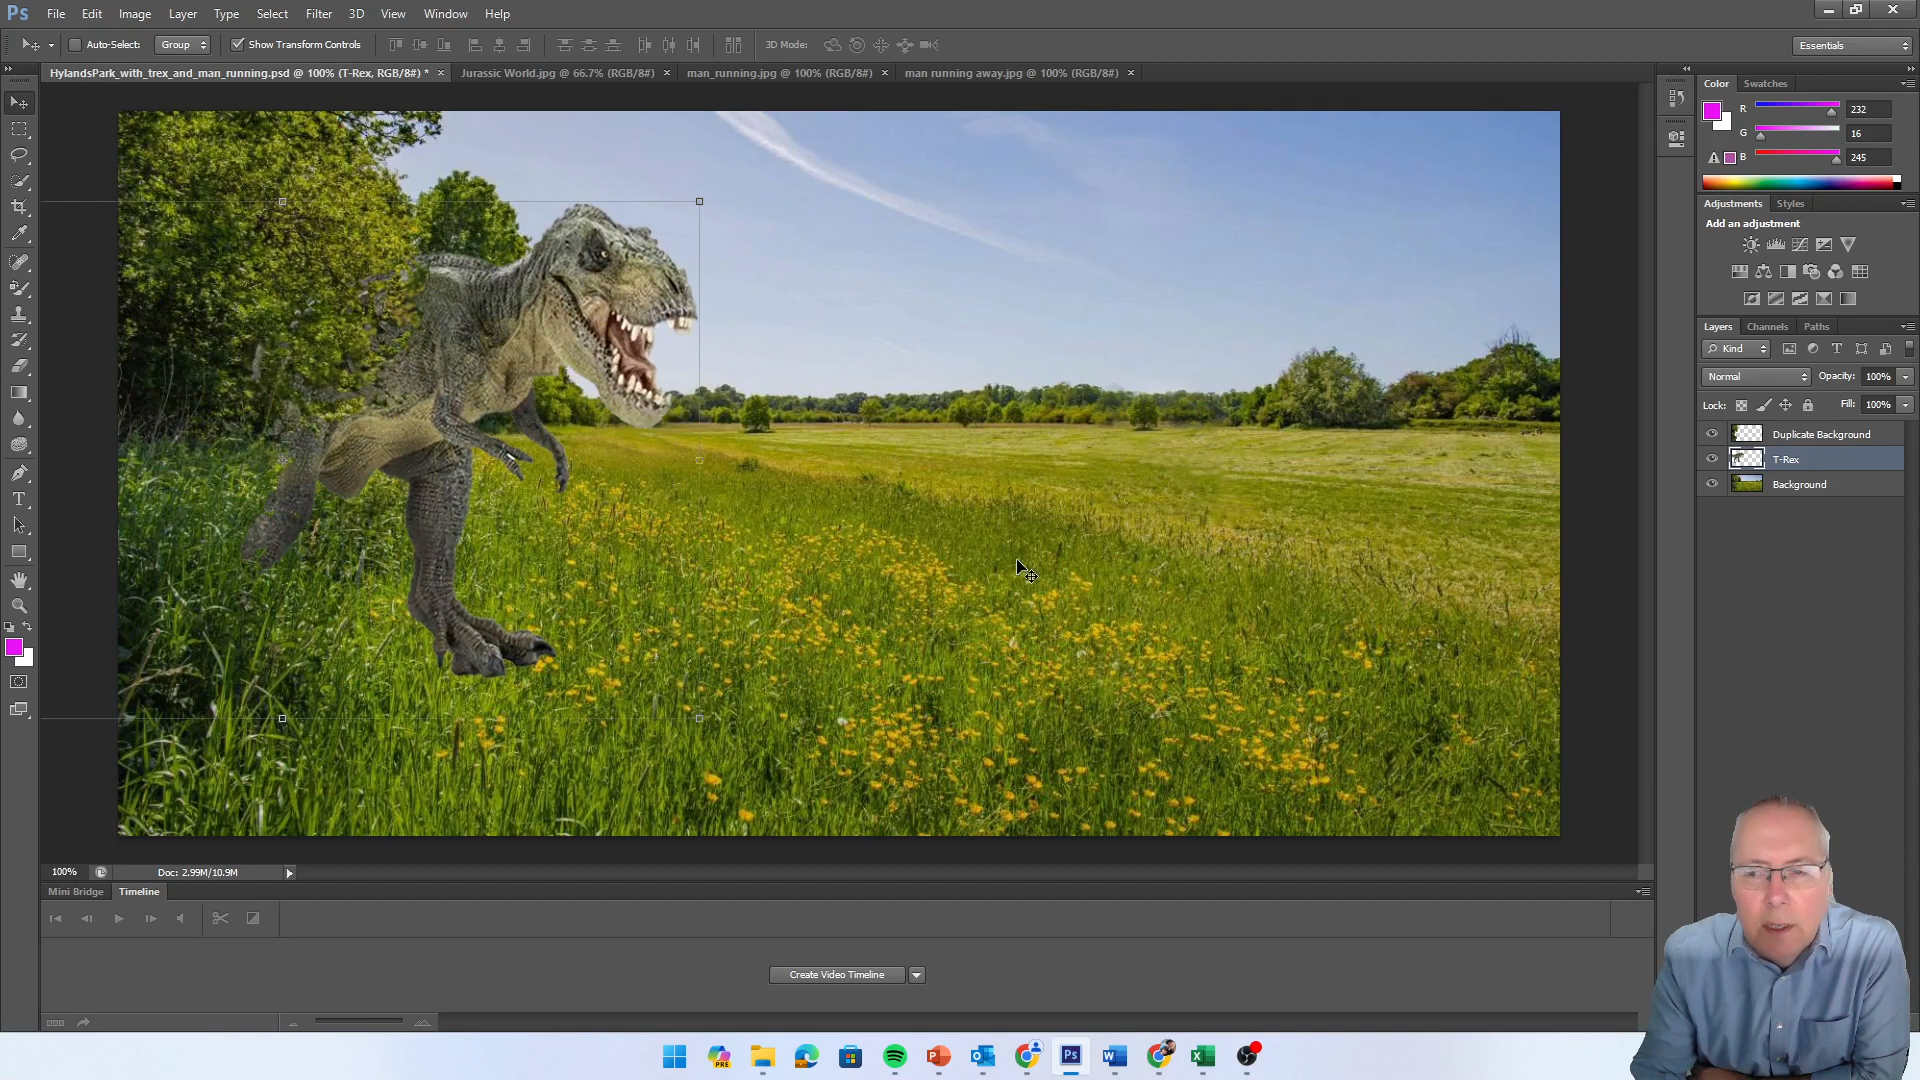 Ps File Edit Image Layer Type Select Filter 3D View Window Help
Auto-Select: Group Show Transform Controls 3D Mode: Essentials
HylandsPark_with_trex_and_man_running.psd @ 100% (T-Rex, RGB/8#) * × Jurassic World.jpg @ 66.7% (RGB/8#) × man_running.jpg @ 100% (RGB/8#) × man running away.jpg @ 100% (RGB/8#) ×
Color Swatches
R 232
G 16
B 245
Adjustments Styles
Add an adjustment
Layers Channels Paths
Kind
Normal Opacity: 100%
Lock: Fill: 100%
Duplicate Background
T-Rex
Background
100% Doc: 2.99M/10.9M
Mini Bridge Timeline
Create Video Timeline
PRE
Ps